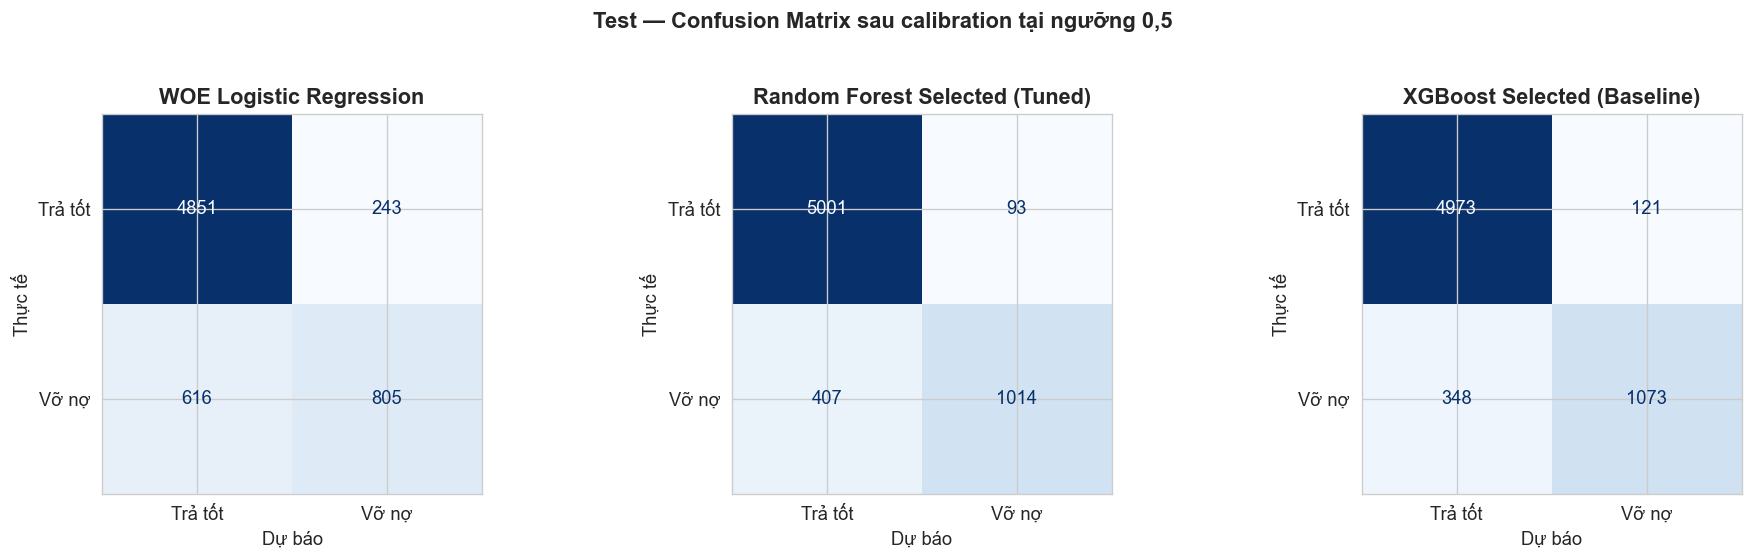 Test — Confusion Matrix sau calibration tại ngưỡng 0,5
WOE Logistic Regression
Thực tế
Trả tốt
4851
243
Vỡ nợ
616
805
Trả tốt
Vỡ nợ
Dự báo
Random Forest Selected (Tuned)
Thực tế
Trả tốt
5001
93
Vỡ nợ
407
1014
Trả tốt
Vỡ nợ
Dự báo
XGBoost Selected (Baseline)
Thực tế
Trả tốt
4973
121
Vỡ nợ
348
1073
Trả tốt
Vỡ nợ
Dự báo